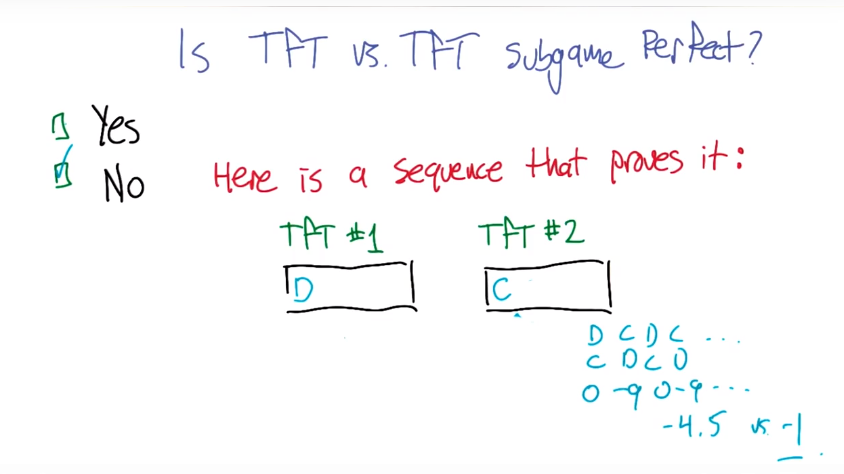 Is TFT vs. TFT subgame Perfect?
Yes
No
Here is a sequence that proves it:
TFT #1 TFT #2
D C
D C D C ...
C D C D
0 -9 0 -9 ...
-4.5 vs -1